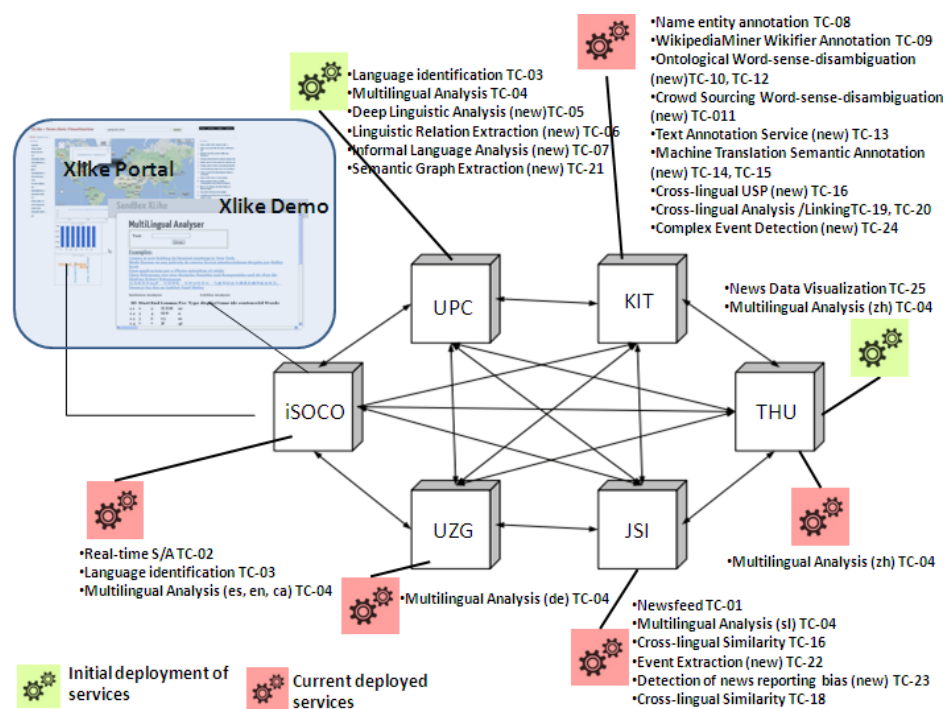 •Name entity annotation TC-08
•WikipediaMiner Wikifier Annotation TC-09
•Ontological Word-sense-disambiguation
(new)TC-10, TC-12
•Crowd Sourcing Word-sense-disambiguation
(new) TC-011
•Text Annotation Service (new) TC-13
•Machine Translation Semantic Annotation
(new) TC-14, TC-15
•Cross-lingual USP (new) TC-16
•Cross-lingual Analysis /LinkingTC-19, TC-20
•Complex Event Detection (new) TC-24
•Language identification TC-03
•Multilingual Analysis TC-04
•Deep Linguistic Analysis (new)TC-05
•Linguistic Relation Extraction (new) TC-06
•Informal Language Analysis (new) TC-07
•Semantic Graph Extraction (new) TC-21
Xlike Portal
Xlike Demo
SandBox Xlike
MultiLingual Analyser
Examples:
UPC
KIT
•News Data Visualization TC-25
•Multilingual Analysis (zh) TC-04
iSOCO
THU
UZG
JSI
•Real-time S/A TC-02
•Language identification TC-03
•Multilingual Analysis (es, en, ca) TC-04
•Multilingual Analysis (de) TC-04
•Multilingual Analysis (zh) TC-04
•Newsfeed TC-01
•Multilingual Analysis (sl) TC-04
•Cross-lingual Similarity TC-16
•Event Extraction (new) TC-22
•Detection of news reporting bias (new) TC-23
•Cross-lingual Similarity TC-18
Initial deployment of
services
Current deployed
services